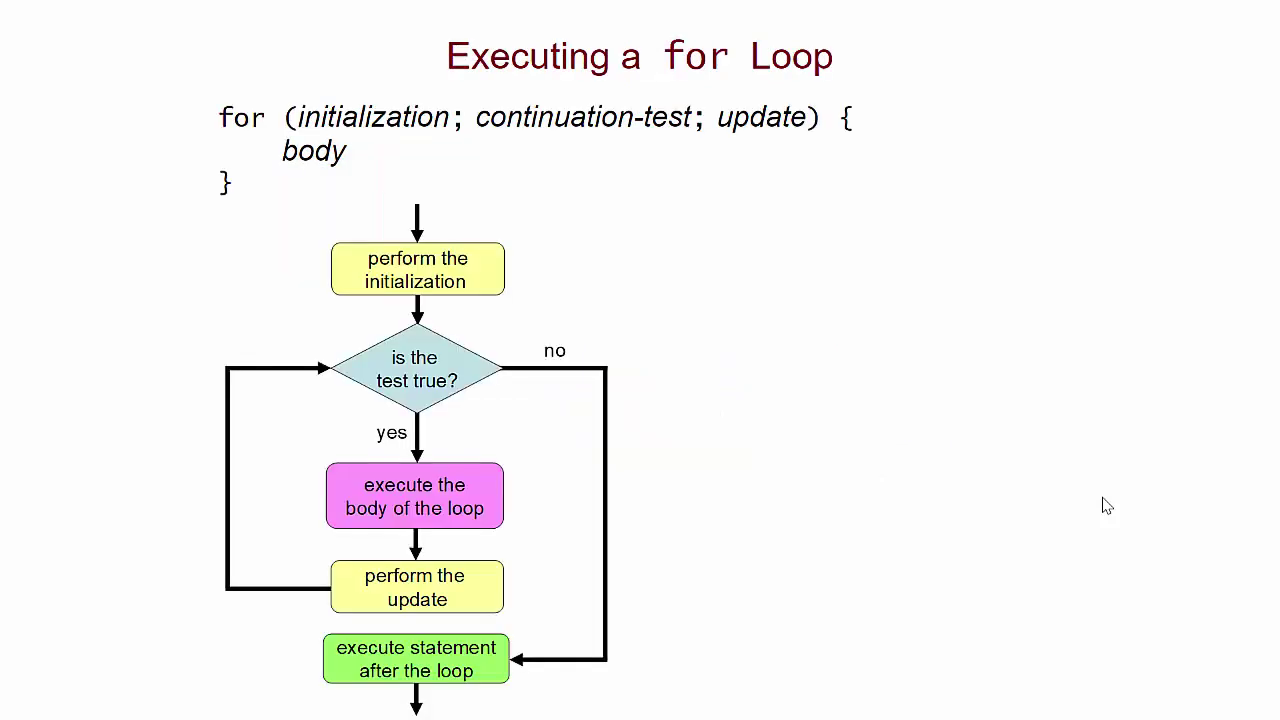 Executing a for Loop
for (initialization; continuation-test; update) {
body
}
perform the
initialization
is the
test true?
no
yes
execute the
body of the loop
perform the
update
execute statement
after the loop